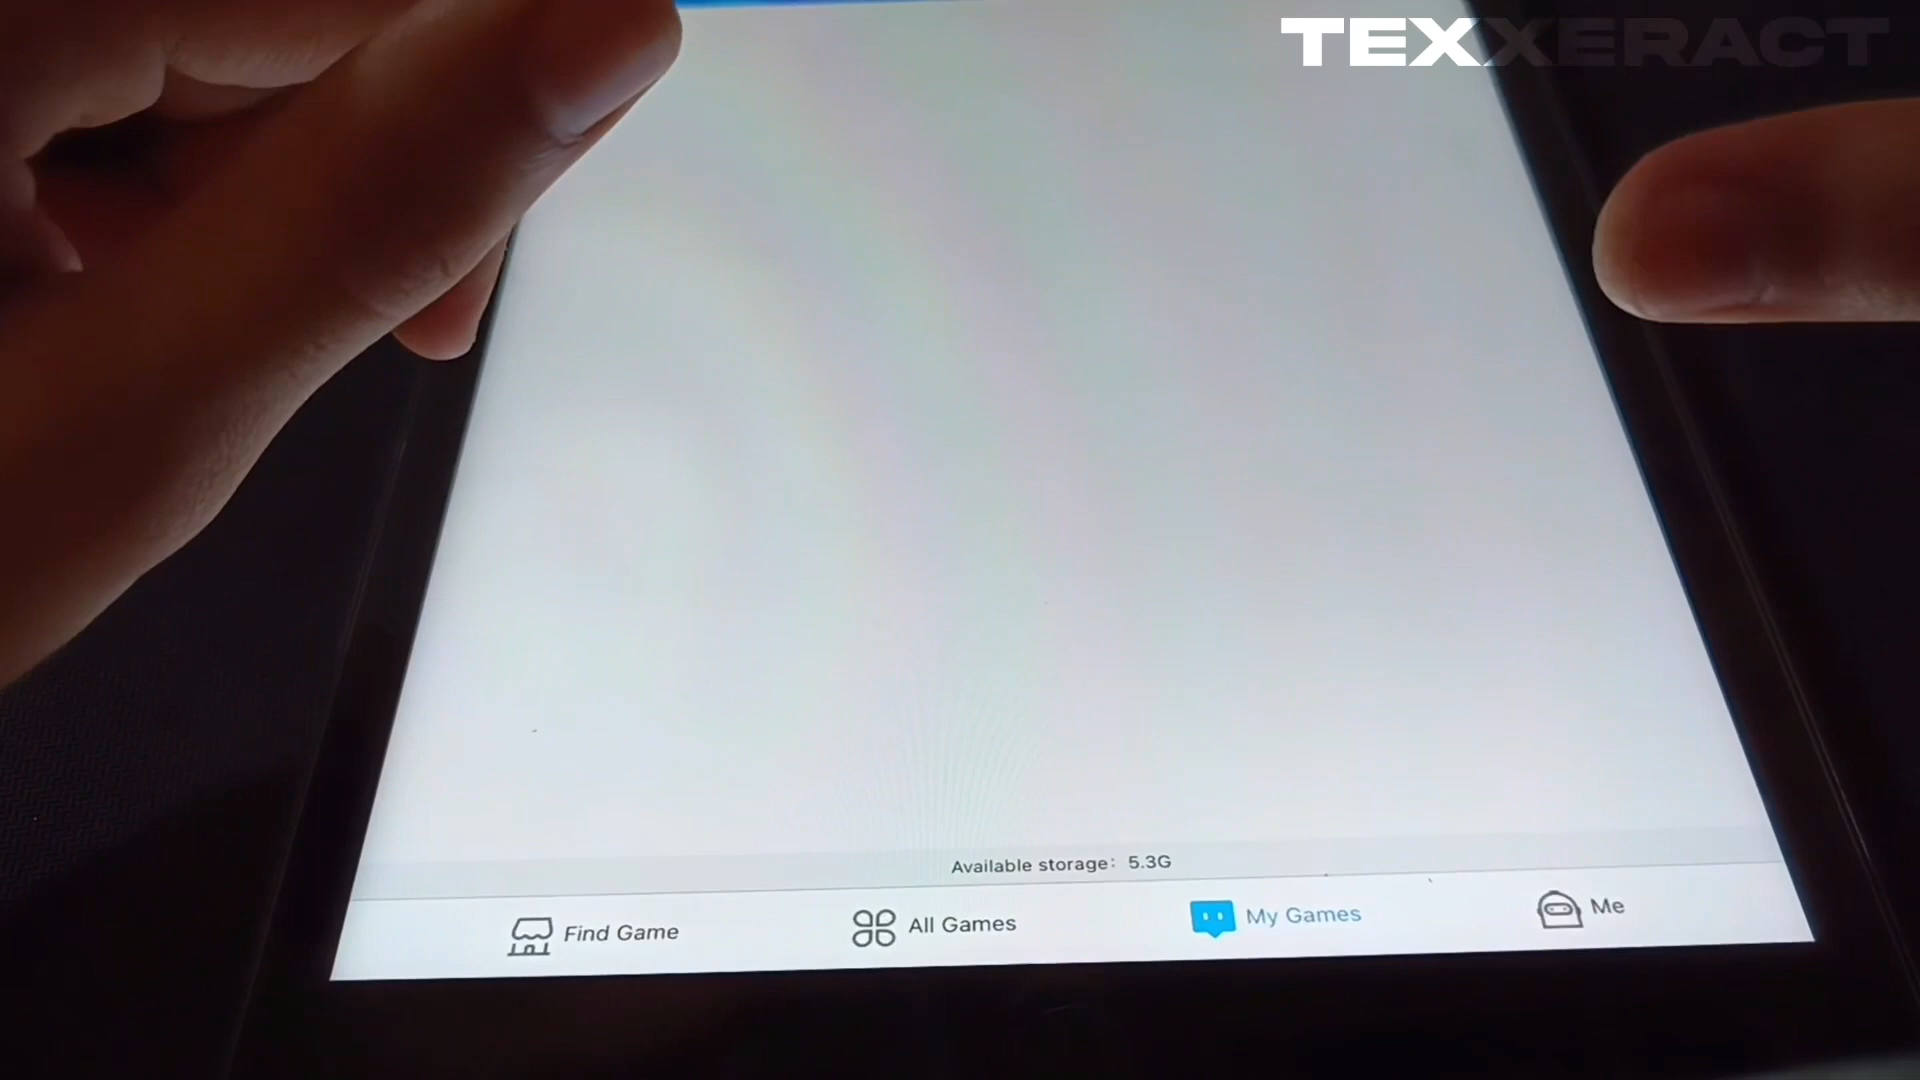 TEXXERACT
Available storage: 5.3G
Find Game
All Games
My Games
Me